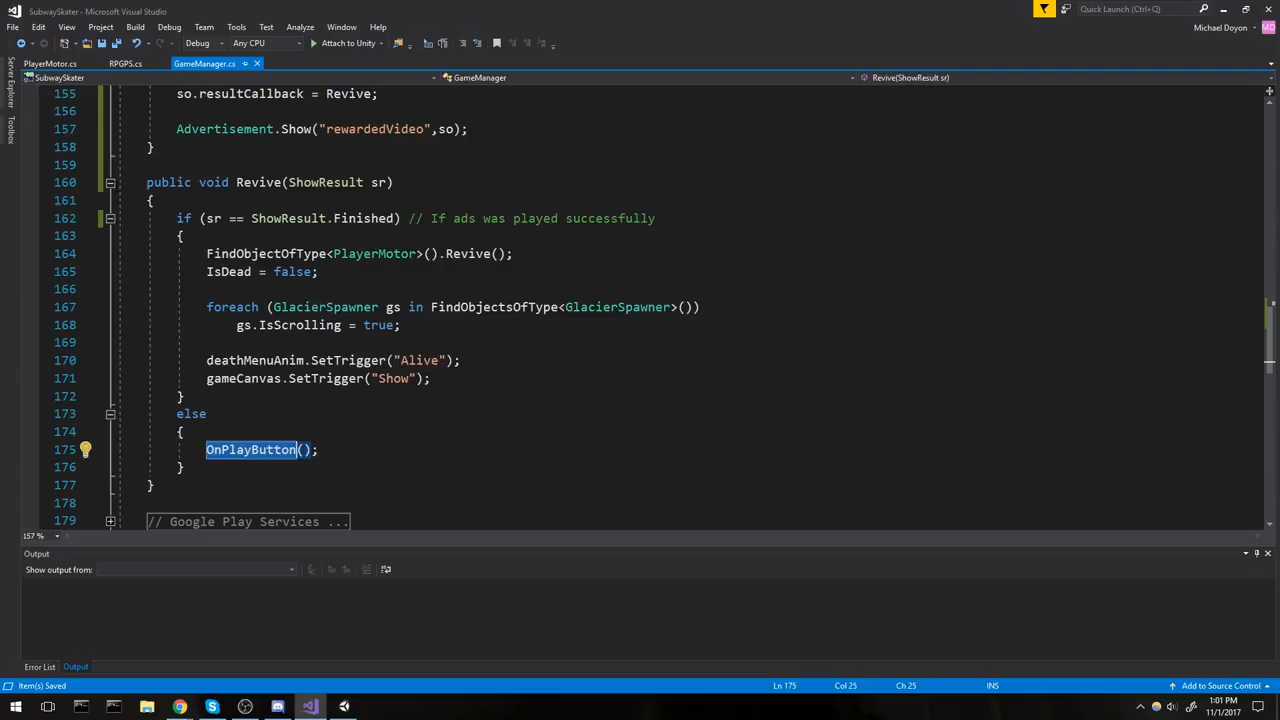 SubwaySkater - Microsoft Visual Studio
Quick Launch (Ctrl+Q)
File Edit View Project Build Debug Team Tools Test Analyze Window Help
Michael Doyon MD
Debug Any CPU Attach to Unity
PlayerMotor.cs RPGPS.cs GameManager.cs
SubwaySkater GameManager Revive(ShowResult sr)
Server Explorer
Toolbox
155 so.resultCallback = Revive;
156
157 Advertisement.Show("rewardedVideo",so);
158 }
159
160 public void Revive(ShowResult sr)
161 {
162 if (sr == ShowResult.Finished) // If ads was played successfully
163 {
164 FindObjectOfType<PlayerMotor>().Revive();
165 IsDead = false;
166
167 foreach (GlacierSpawner gs in FindObjectsOfType<GlacierSpawner>())
168 gs.IsScrolling = true;
169
170 deathMenuAnim.SetTrigger("Alive");
171 gameCanvas.SetTrigger("Show");
172 }
173 else
174 {
175 OnPlayButton();
176 }
177 }
178
179 // Google Play Services ...
157 %
Output
Show output from:
Error List Output
Item(s) Saved Ln 175 Col 25 Ch 25 INS Add to Source Control
1:01 PM
11/1/2017